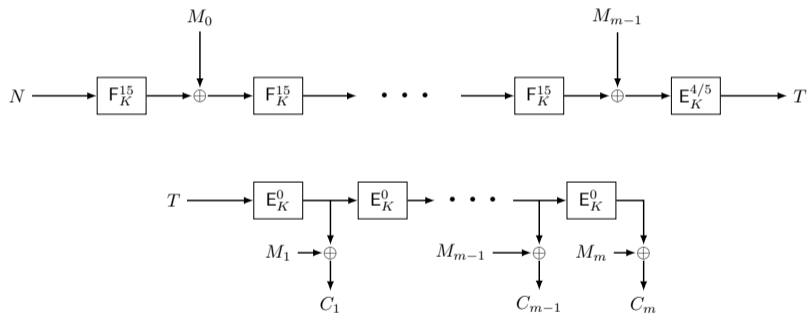 M_0 M_{m−1}
N F_K^{15} ⊕ F_K^{15} • • • F_K^{15} ⊕ E_K^{4/5} T
T E_K^0 E_K^0 • • • E_K^0
M_1 ⊕ M_{m−1} ⊕ M_m ⊕
C_1 C_{m−1} C_m